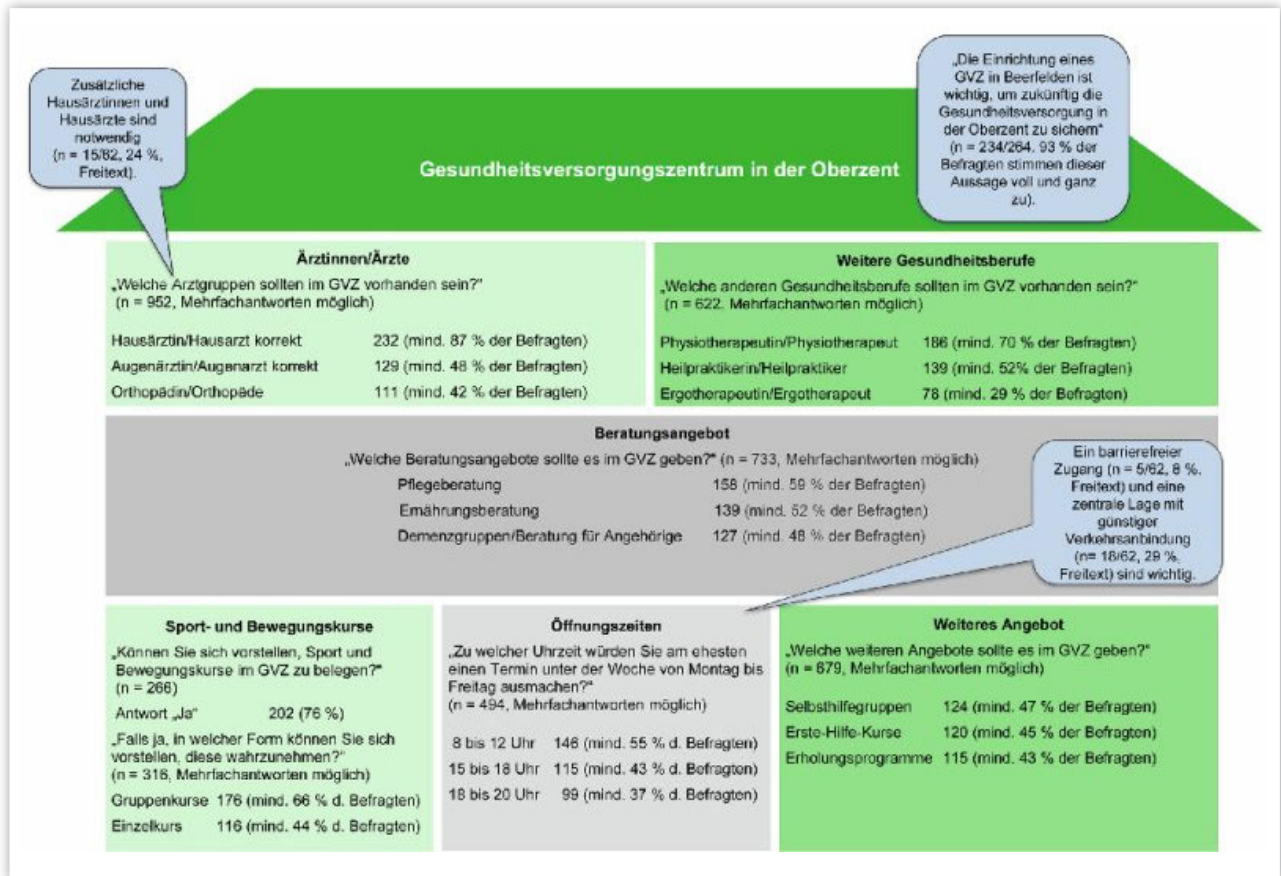 Zusätzliche
Hausärztinnen und
Hausärzte sind
notwendig
(n = 15/62, 24 %,
Freitext).
„Die Einrichtung eines
GVZ in Beerfelden ist
wichtig, um zukünftig die
Gesundheitsversorgung in
der Oberzent zu sichern“
(n = 234/264. 93 % der
Befragten stimmen dieser
Aussage voll und ganz
zu).
Gesundheitsversorgungszentrum in der Oberzent
Ärztinnen/Ärzte
„Welche Arztgruppen sollten im GVZ vorhanden sein?“
(n = 952, Mehrfachantworten möglich)
Hausärztin/Hausarzt korrekt 232 (mind. 87 % der Befragten)
Augenärztin/Augenarzt korrekt 129 (mind. 48 % der Befragten)
Orthopädin/Orthopäde 111 (mind. 42 % der Befragten)
Weitere Gesundheitsberufe
„Welche anderen Gesundheitsberufe sollten im GVZ vorhanden sein?“
(n = 622. Mehrfachantworten möglich)
Physiotherapeutin/Physiotherapeut 186 (mind. 70 % der Befragten)
Heilpraktikerin/Heilpraktiker 139 (mind. 52% der Befragten)
Ergotherapeutin/Ergotherapeut 78 (mind. 29 % der Befragten)
Beratungsangebot
„Welche Beratungsangebote sollte es im GVZ geben?“ (n = 733, Mehrfachantworten möglich)
Pflegeberatung 158 (mind. 59 % der Befragten)
Ernährungsberatung 139 (mind. 52 % der Befragten)
Demenzgruppen/Beratung für Angehörige 127 (mind. 48 % der Befragten)
Ein barrierefreier
Zugang (n = 5/62, 8 %,
Freitext) und eine
zentrale Lage mit
günstiger
Verkehrsanbindung
(n= 18/62, 29 %,
Freitext) sind wichtig.
Sport- und Bewegungskurse
„Können Sie sich vorstellen, Sport und
Bewegungskurse im GVZ zu belegen?“
(n = 266)
Antwort „Ja“ 202 (76 %)
„Falls ja, in welcher Form können Sie sich
vorstellen, diese wahrzunehmen?“
(n = 316, Mehrfachantworten möglich)
Gruppenkurse 176 (mind. 66 % d. Befragten)
Einzelkurs 116 (mind. 44 % d. Befragten)
Öffnungszeiten
„Zu welcher Uhrzeit würden Sie am ehesten
einen Termin unter der Woche von Montag bis
Freitag ausmachen?“
(n = 494, Mehrfachantworten möglich)
8 bis 12 Uhr 146 (mind. 55 % d. Befragten)
15 bis 18 Uhr 115 (mind. 43 % d. Befragten)
18 bis 20 Uhr 99 (mind. 37 % d. Befragten)
Weiteres Angebot
„Welche weiteren Angebote sollte es im GVZ geben?“
(n = 679, Mehrfachantworten möglich)
Selbsthilfegruppen 124 (mind. 47 % der Befragten)
Erste-Hilfe-Kurse 120 (mind. 45 % der Befragten)
Erholungsprogramme 115 (mind. 43 % der Befragten)